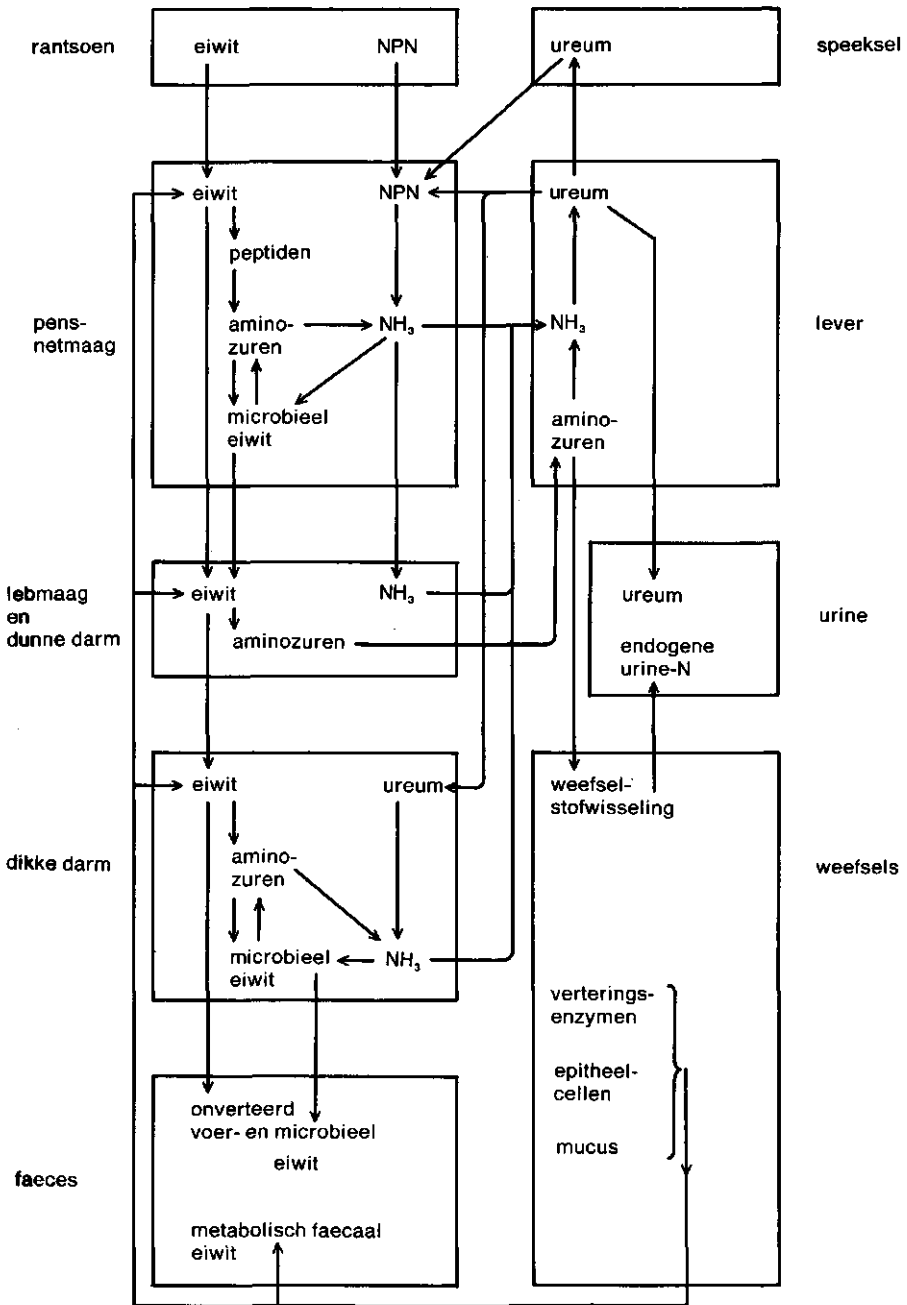 rantsoen
eiwit
NPN
ureum
speeksel
pens-
netmaag
eiwit
NPN
peptiden
amino-
zuren
NH₃
microbieel
eiwit
ureum
NH₃
amino-
zuren
lever
lebmaag
en
dunne darm
eiwit
NH₃
aminozuren
ureum
endogene
urine-N
urine
dikke darm
eiwit
ureum
amino-
zuren
microbieel
eiwit
NH₃
weefsel-
stofwisseling
weefsels
verterings-
enzymen
epitheel-
cellen
mucus
faeces
onverteerd
voer- en microbieel
eiwit
metabolisch faecaal
eiwit